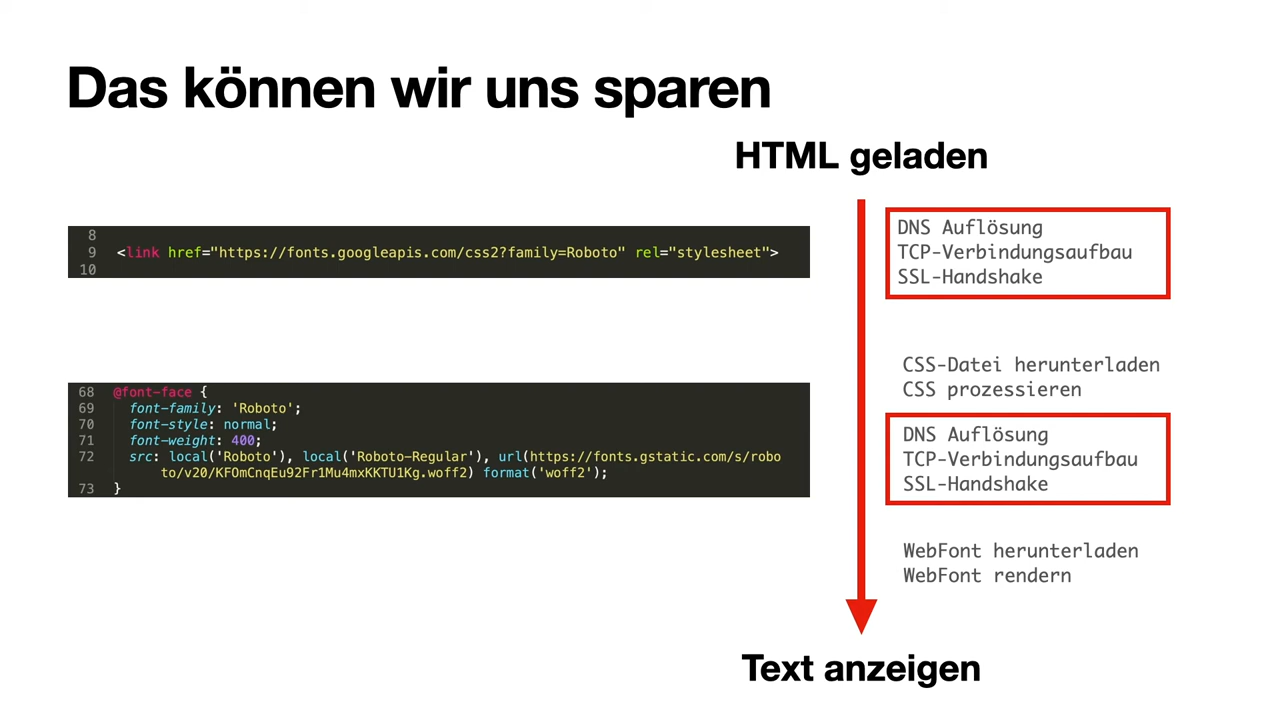 Das können wir uns sparen
HTML geladen
8
9 <link href="https://fonts.googleapis.com/css2?family=Roboto" rel="stylesheet">
10
DNS Auflösung
TCP-Verbindungsaufbau
SSL-Handshake
CSS-Datei herunterladen
CSS prozessieren
68 @font-face {
69 font-family: 'Roboto';
70 font-style: normal;
71 font-weight: 400;
72 src: local('Roboto'), local('Roboto-Regular'), url(https://fonts.gstatic.com/s/robo
to/v20/KFOmCnqEu92Fr1Mu4mxKKTU1Kg.woff2) format('woff2');
73 }
DNS Auflösung
TCP-Verbindungsaufbau
SSL-Handshake
WebFont herunterladen
WebFont rendern
Text anzeigen